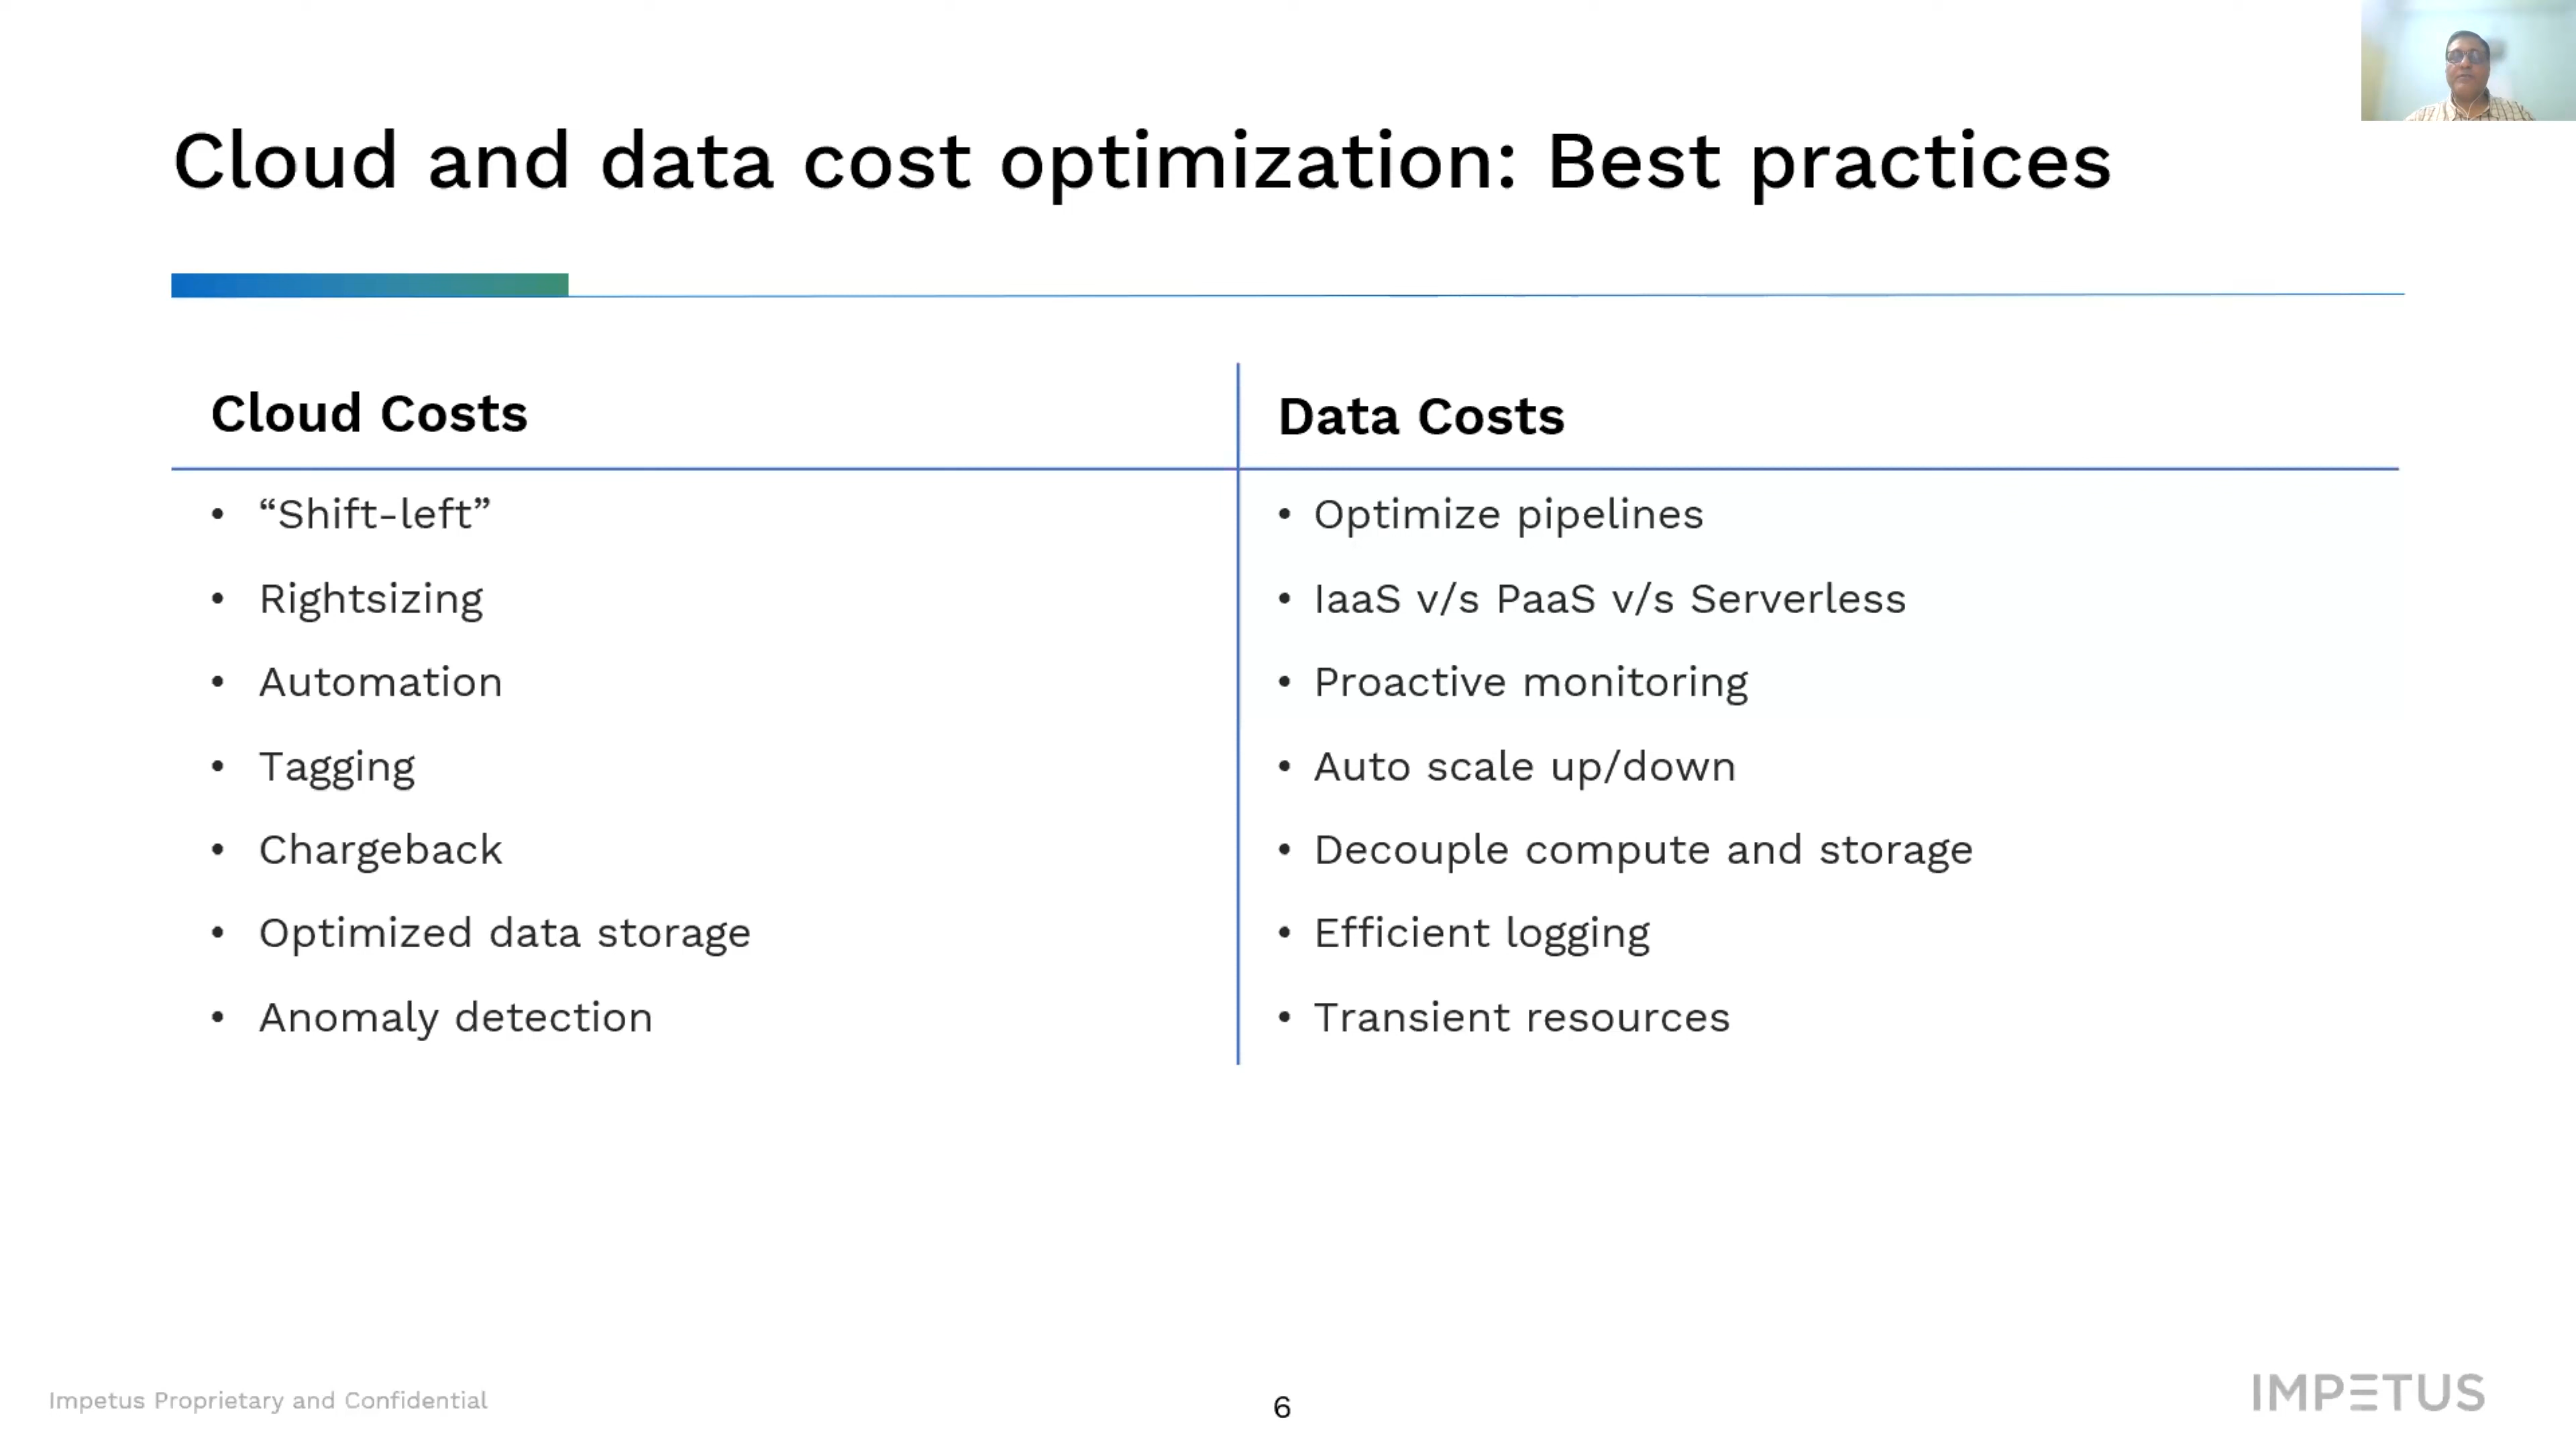 Cloud and data cost optimization: Best practices
Cloud Costs
• “Shift-left”
• Rightsizing
• Automation
• Tagging
• Chargeback
• Optimized data storage
• Anomaly detection
Data Costs
• Optimize pipelines
• IaaS v/s PaaS v/s Serverless
• Proactive monitoring
• Auto scale up/down
• Decouple compute and storage
• Efficient logging
• Transient resources
Impetus Proprietary and Confidential
6
IMPETUS